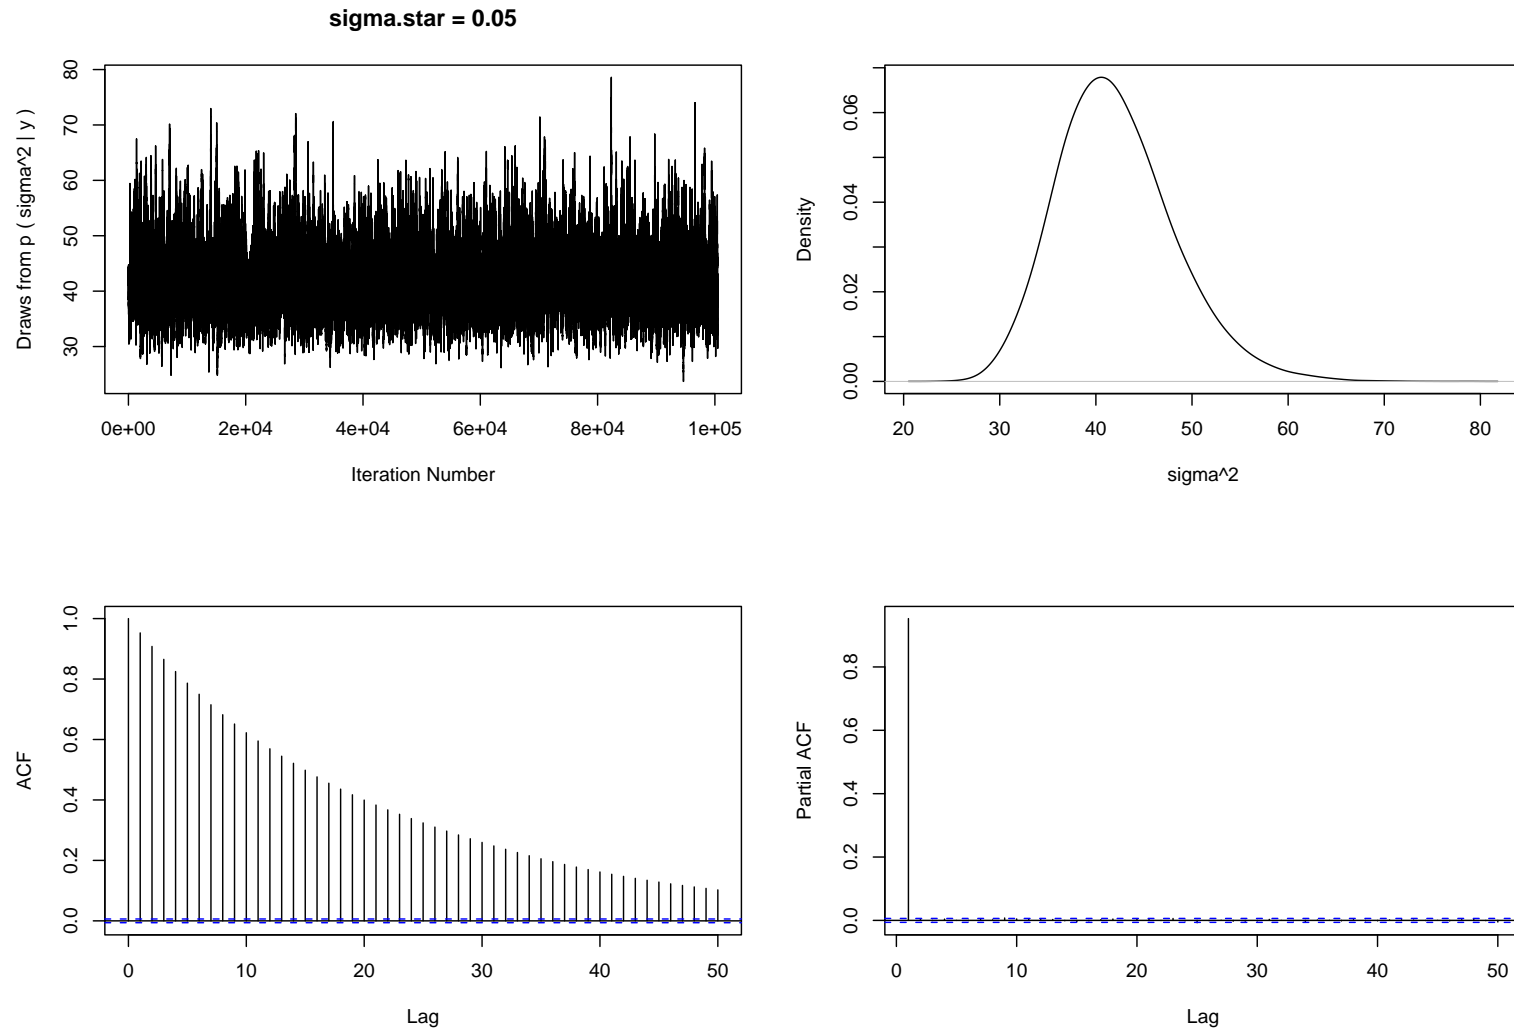 sigma.star = 0.05
Draws from p ( sigma^2 | y )
80
70
60
50
40
30
0e+00 2e+04 4e+04 6e+04 8e+04 1e+05
Iteration Number
Density
0.06
0.04
0.02
0.00
20 30 40 50 60 70 80
sigma^2
ACF
1.0
0.8
0.6
0.4
0.2
0.0
0 10 20 30 40 50
Lag
Partial ACF
0.8
0.6
0.4
0.2
0.0
0 10 20 30 40 50
Lag